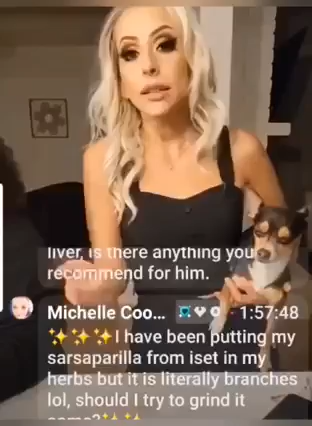 liver, is there anything you
recommend for him.
Michelle Coo... 1:57:48
✨✨✨I have been putting my
sarsaparilla from iset in my
herbs but it is literally branches
lol, should I try to grind it
some?✨✨